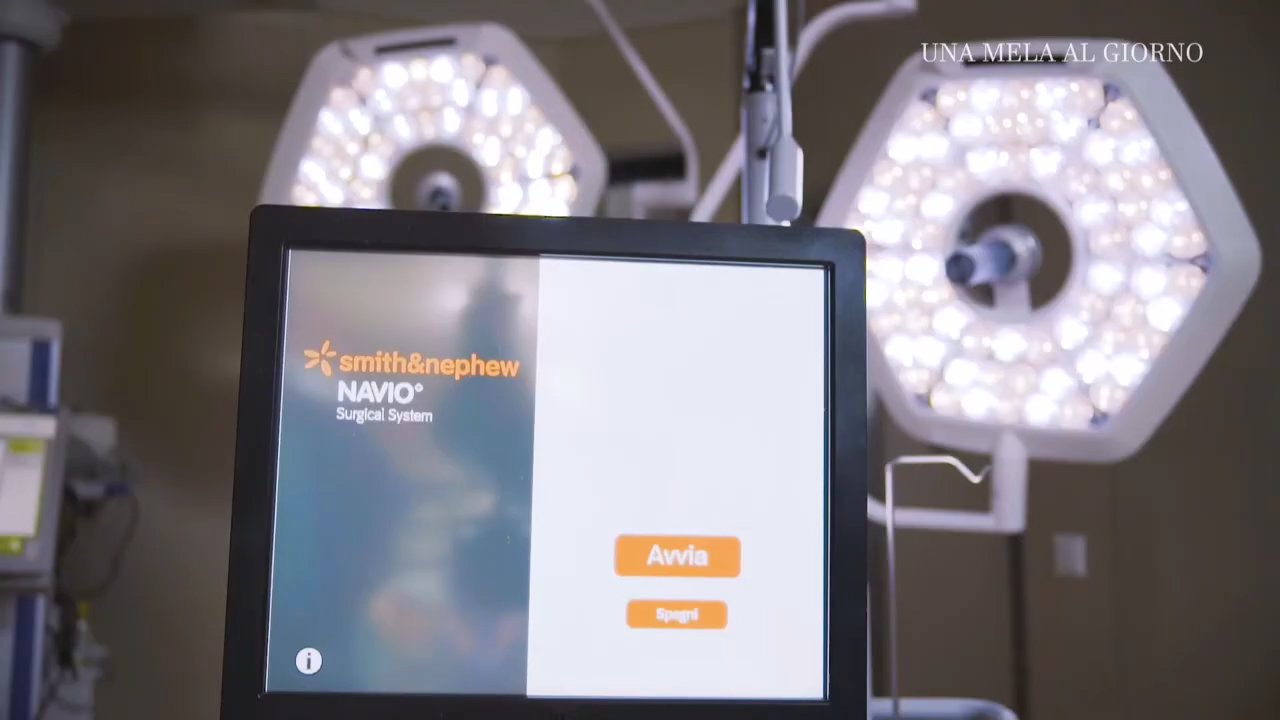 UNA MELA AL GIORNO
smith&nephew
NAVIO°
Surgical System
Avvia
Spegni
i